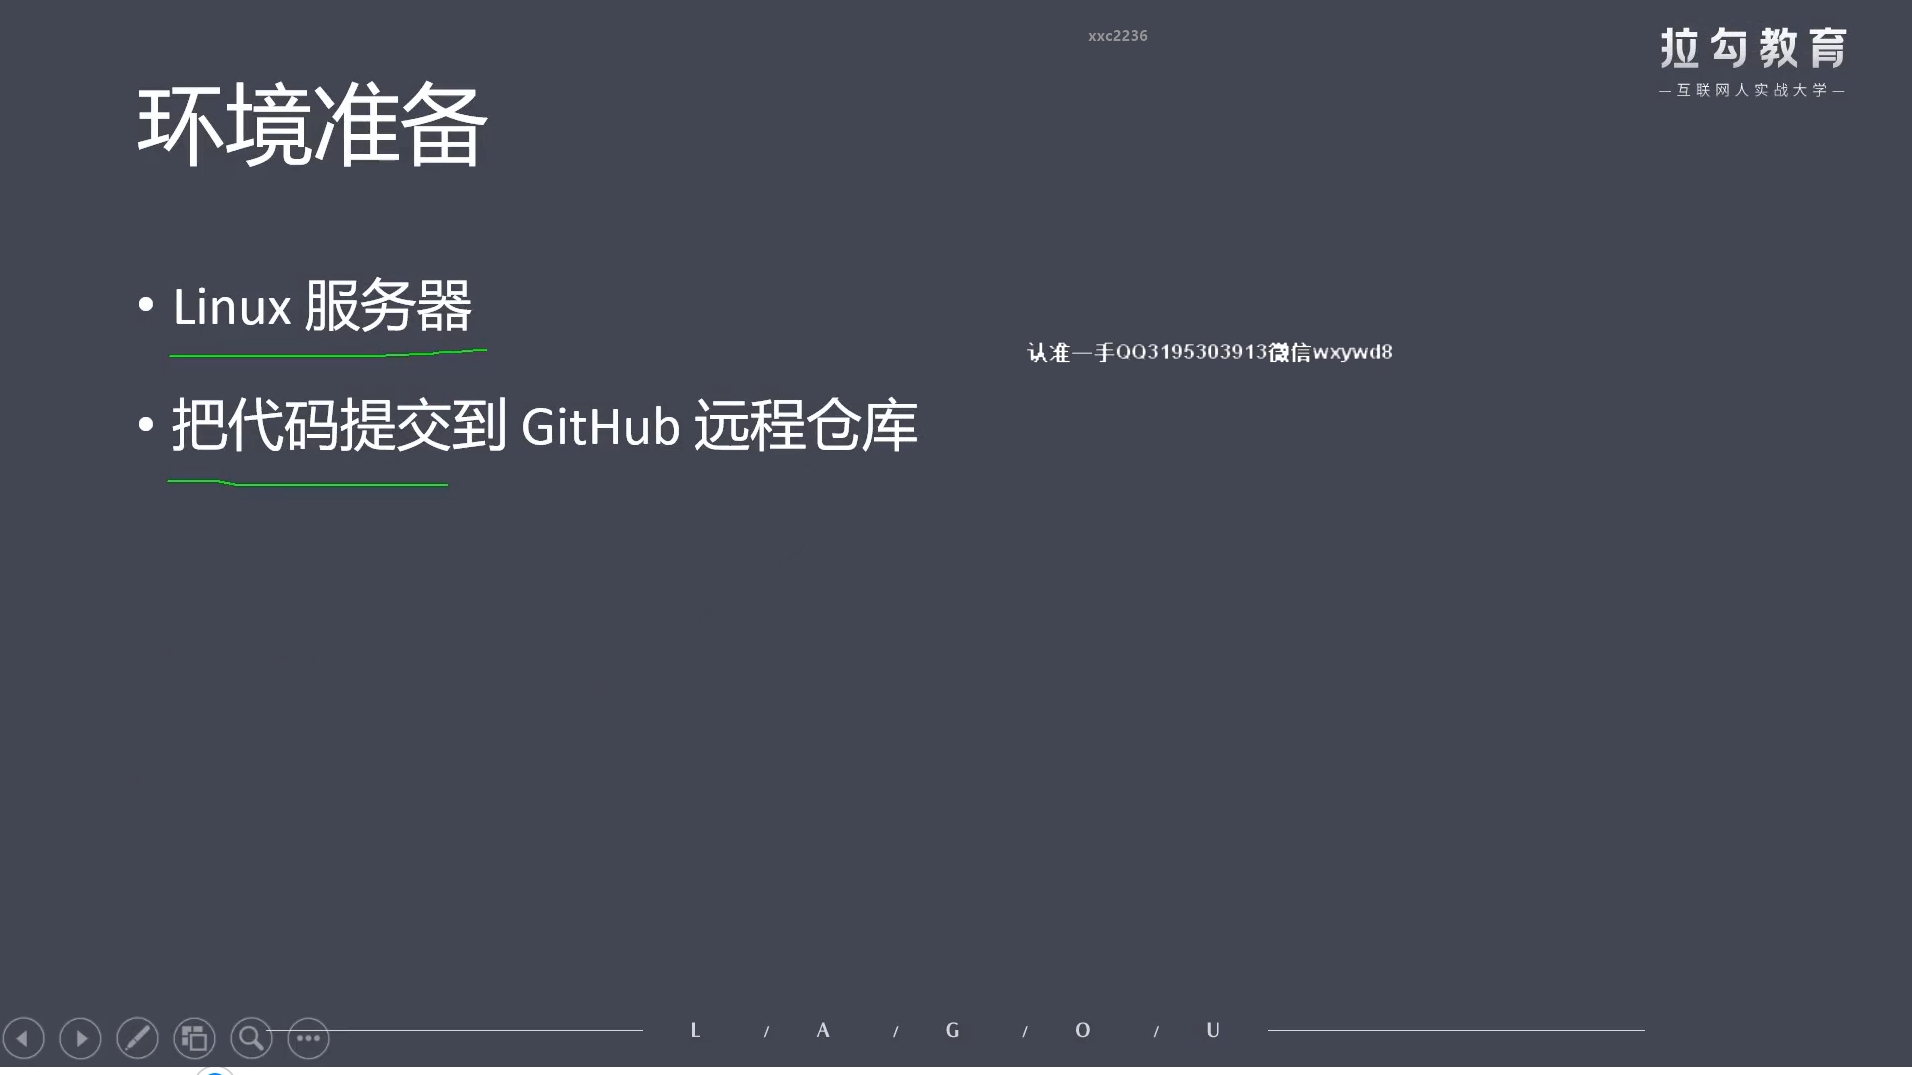 xxc2236
拉勾教育
—互联网人实战大学—
环境准备
• Linux 服务器
认准一手QQ3195303913微信wxywd8
• 把代码提交到 GitHub 远程仓库
L / A / G / O / U